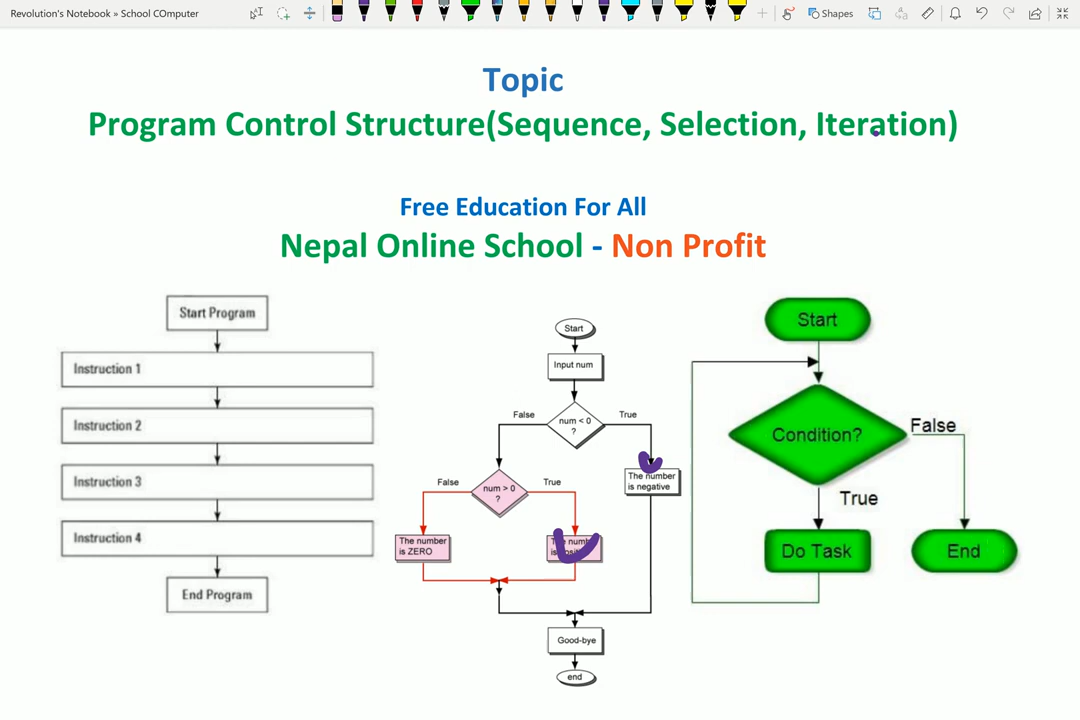 Revolution's Notebook » School COmputer
Shapes
Topic
Program Control Structure(Sequence, Selection, Iteration)
Free Education For All
Nepal Online School - Non Profit
Start Program
Instruction 1
Instruction 2
Instruction 3
Instruction 4
End Program
Start
Input num
False
True
num < 0
?
The number
is negative
False
True
num > 0
?
The number
is ZERO
Good-bye
end
Start
Condition?
False
True
Do Task
End